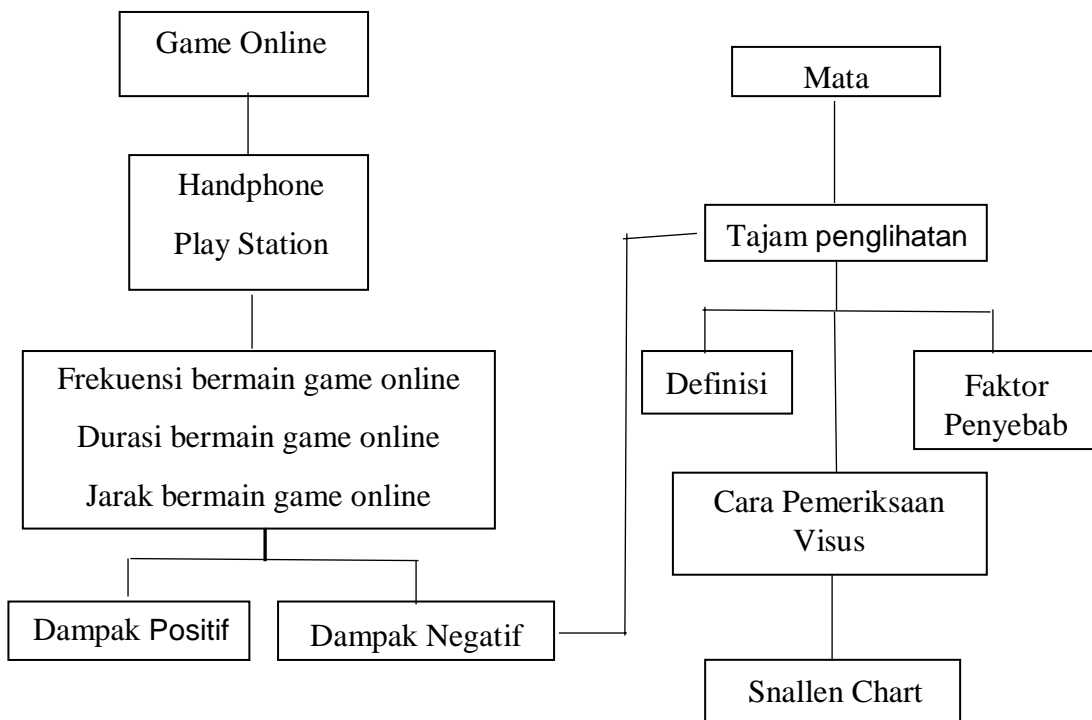 Game Online
Handphone
Play Station
Frekuensi bermain game online
Durasi bermain game online
Jarak bermain game online
Dampak Positif
Dampak Negatif
Mata
Tajam penglihatan
Definisi
Faktor
Penyebab
Cara Pemeriksaan
Visus
Snallen Chart